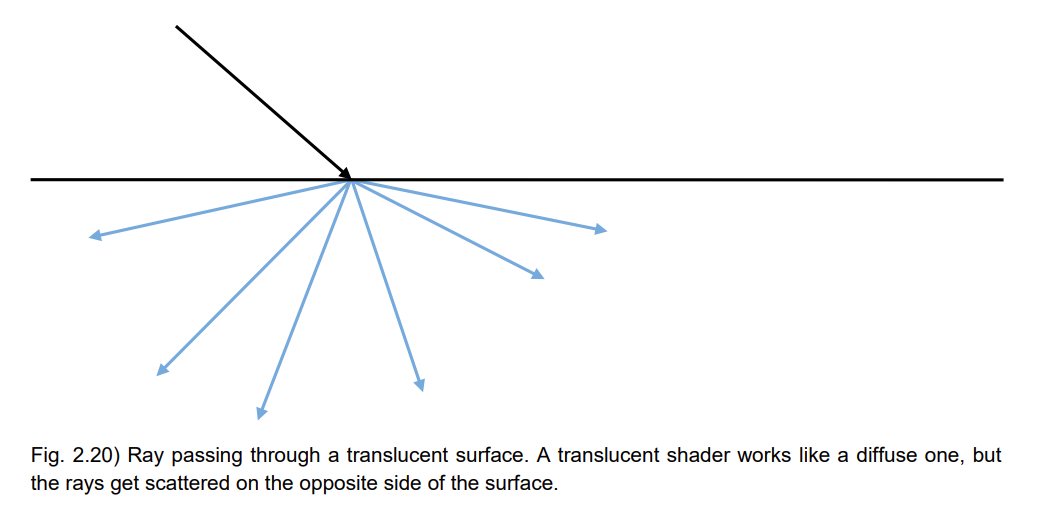 Fig. 2.20) Ray passing through a translucent surface. A translucent shader works like a diffuse one, but
the rays get scattered on the opposite side of the surface.